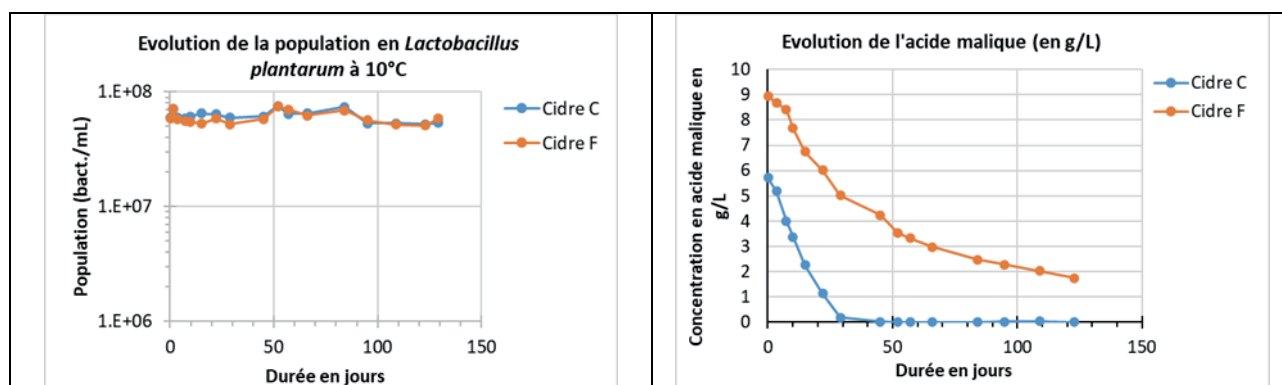 Evolution de la population en Lactobacillus
plantarum à 10°C
1.E+08
1.E+07
1.E+06
Population (bact./mL)
0
50
100
150
Durée en jours
Cidre C
Cidre F
Evolution de l'acide malique (en g/L)
10
9
8
7
6
5
4
3
2
1
0
Concentration en acide malique en
g/L
0
50
100
150
Durée en jours
Cidre C
Cidre F